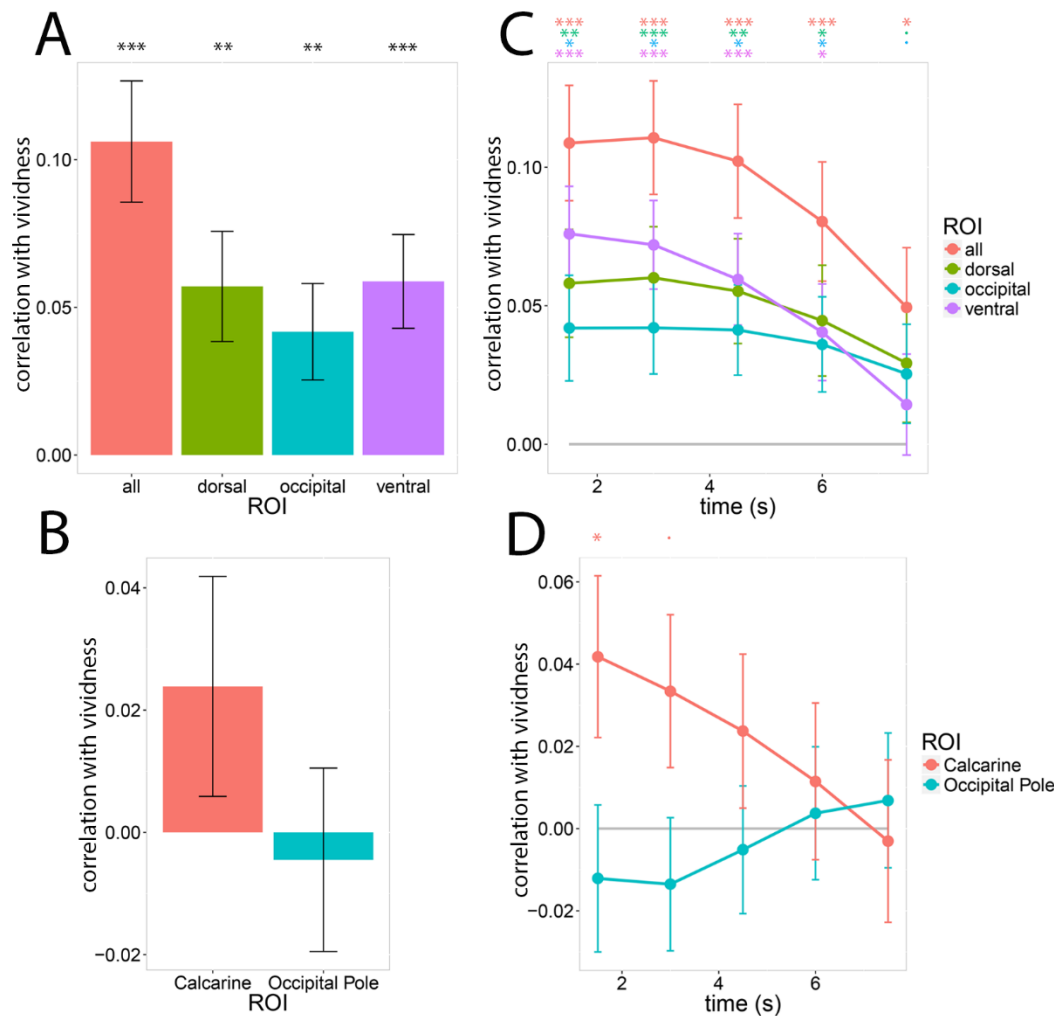 A
*** ** ** ***
correlation with vividness
0.10
0.05
0.00
all dorsal occipital ventral
ROI
C
*** *** *** *** *
** *** ** * .
* * * * .
*** *** *** *
correlation with vividness
0.10
0.05
0.00
2 4 6
time (s)
ROI
all
dorsal
occipital
ventral
B
correlation with vividness
0.04
0.02
0.00
−0.02
Calcarine Occipital Pole
ROI
D
* .
correlation with vividness
0.06
0.04
0.02
0.00
−0.02
2 4 6
time (s)
ROI
Calcarine
Occipital Pole